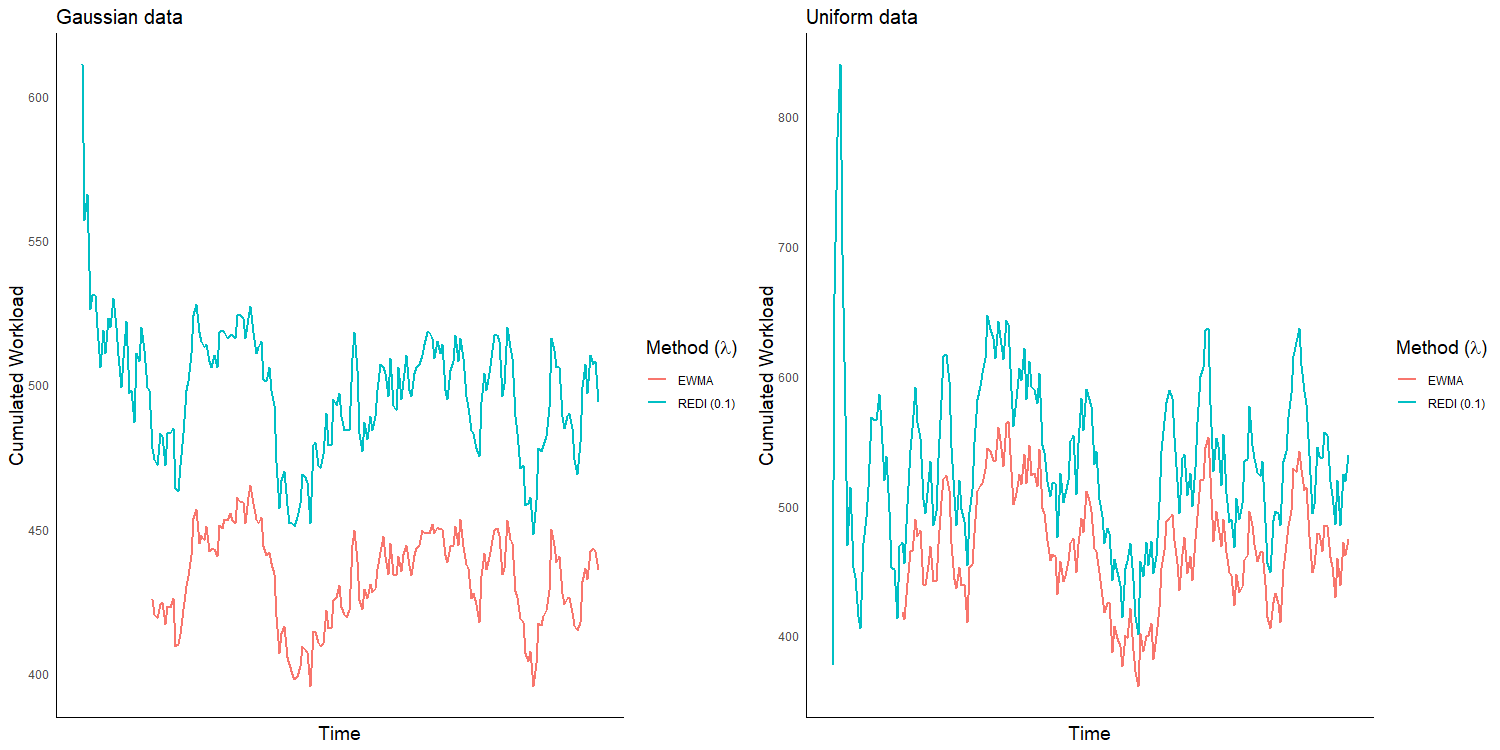 Gaussian data
Cumulated Workload
600
550
500
450
400
Time
Method (λ)
EWMA
REDI (0.1)
Uniform data
Cumulated Workload
800
700
600
500
400
Time
Method (λ)
EWMA
REDI (0.1)